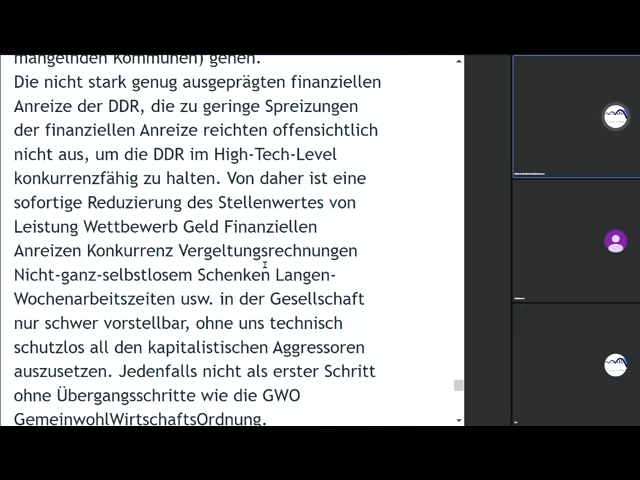 mangelnden Kommunen) gehen.
Die nicht stark genug ausgeprägten finanziellen
Anreize der DDR, die zu geringe Spreizungen
der finanziellen Anreize reichten offensichtlich
nicht aus, um die DDR im High-Tech-Level
konkurrenzfähig zu halten. Von daher ist eine
sofortige Reduzierung des Stellenwertes von
Leistung Wettbewerb Geld Finanziellen
Anreizen Konkurrenz Vergeltungsrechnungen
Nicht-ganz-selbstlosem Schenken Langen-
Wochenarbeitszeiten usw. in der Gesellschaft
nur schwer vorstellbar, ohne uns technisch
schutzlos all den kapitalistischen Aggressoren
auszusetzen. Jedenfalls nicht als erster Schritt
ohne Übergangsschritte wie die GWO
GemeinwohlWirtschaftsOrdnung.